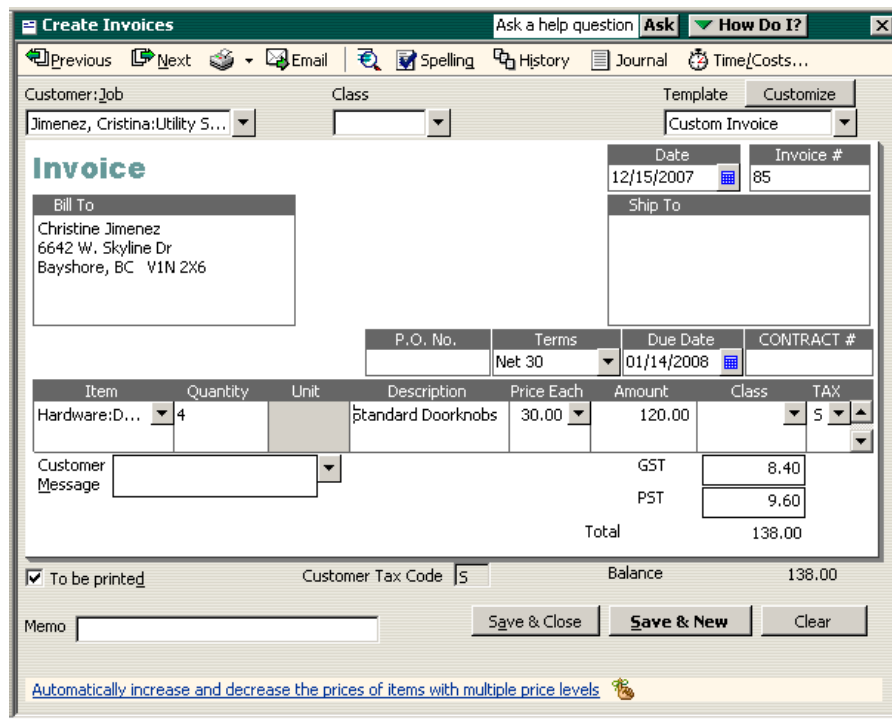 Create Invoices Ask a help question Ask How Do I?
Previous Next Email Spelling History Journal Time/Costs...
Customer:Job Class Template Customize
Jimenez, Cristina:Utility S... Custom Invoice
Invoice
Date Invoice #
12/15/2007 85
Bill To Ship To
Christine Jimenez
6642 W. Skyline Dr
Bayshore, BC V1N 2X6
P.O. No. Terms Due Date CONTRACT #
Net 30 01/14/2008
Item Quantity Unit Description Price Each Amount Class TAX
Hardware:D... 4 Standard Doorknobs 30.00 120.00 S
Customer Message
GST 8.40
PST 9.60
Total 138.00
To be printed Customer Tax Code S Balance 138.00
Memo Save & Close Save & New Clear
Automatically increase and decrease the prices of items with multiple price levels